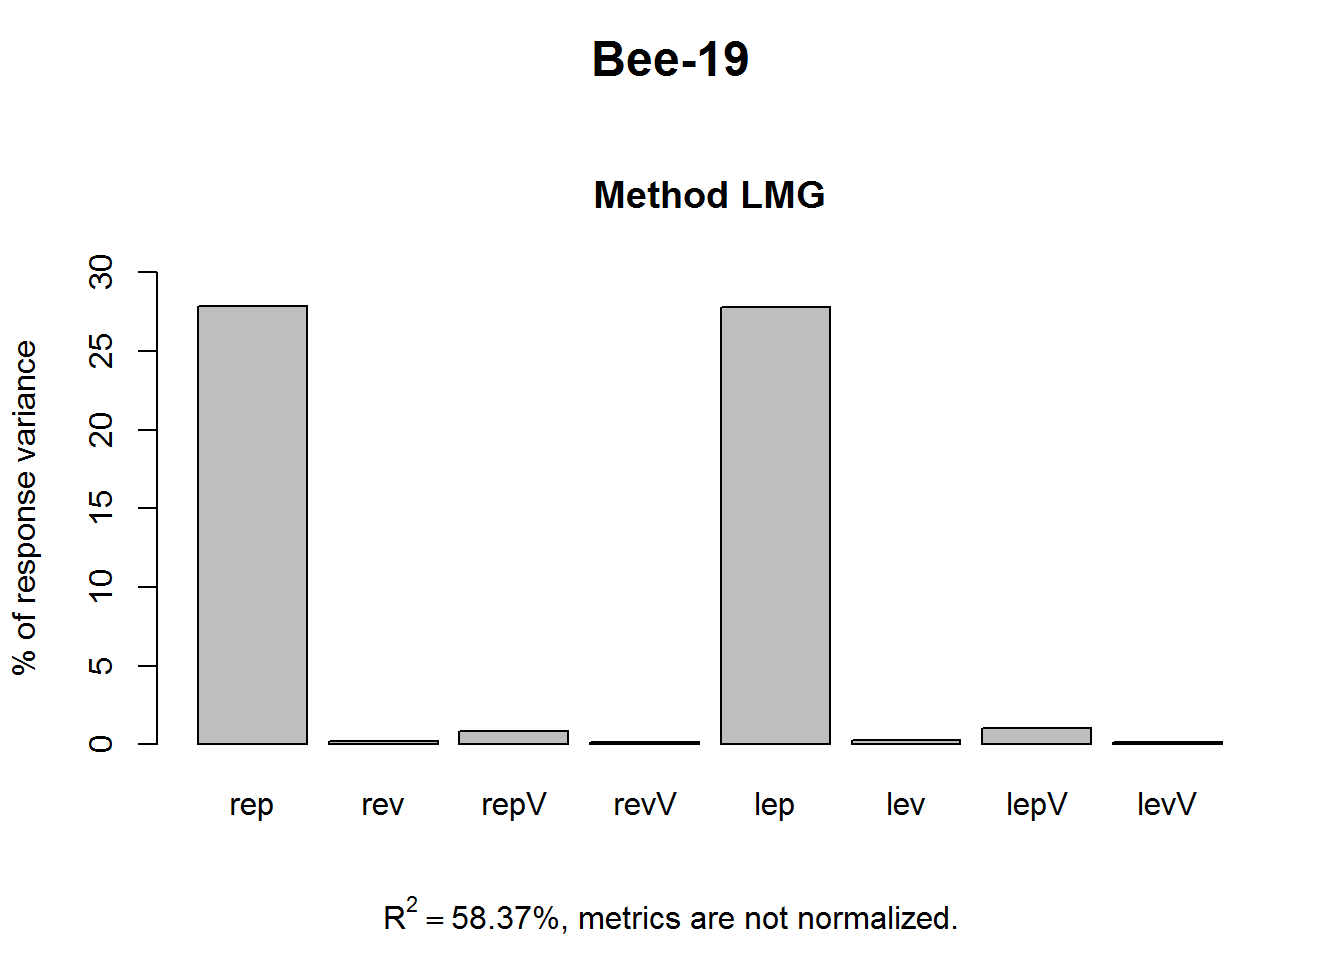 Bee-19
Method LMG
% of response variance
30
25
20
15
10
5
0
rep rev repV revV lep lev lepV levV
R² = 58.37%, metrics are not normalized.